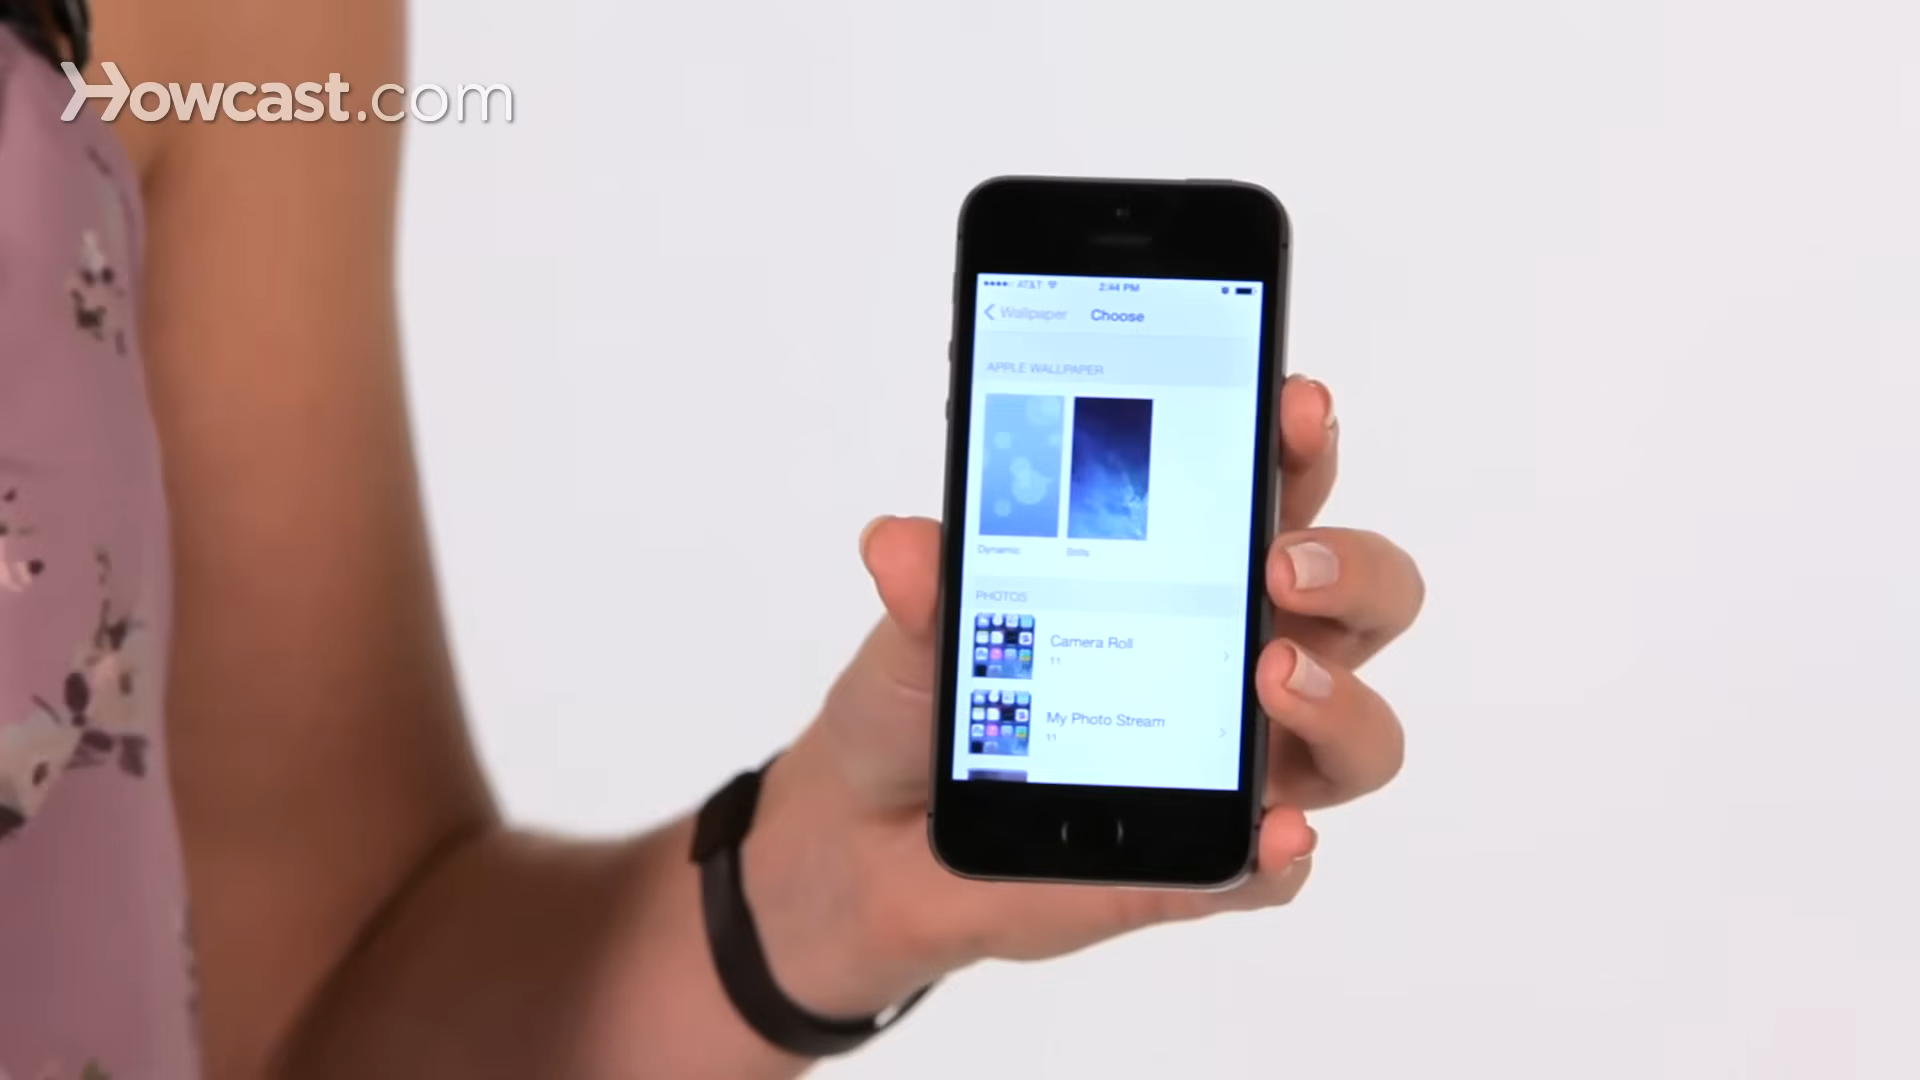 Howcast.com
AT&T 2:44 PM
Wallpaper Choose
APPLE WALLPAPER
Dynamic Stills
PHOTOS
Camera Roll
11
My Photo Stream
11